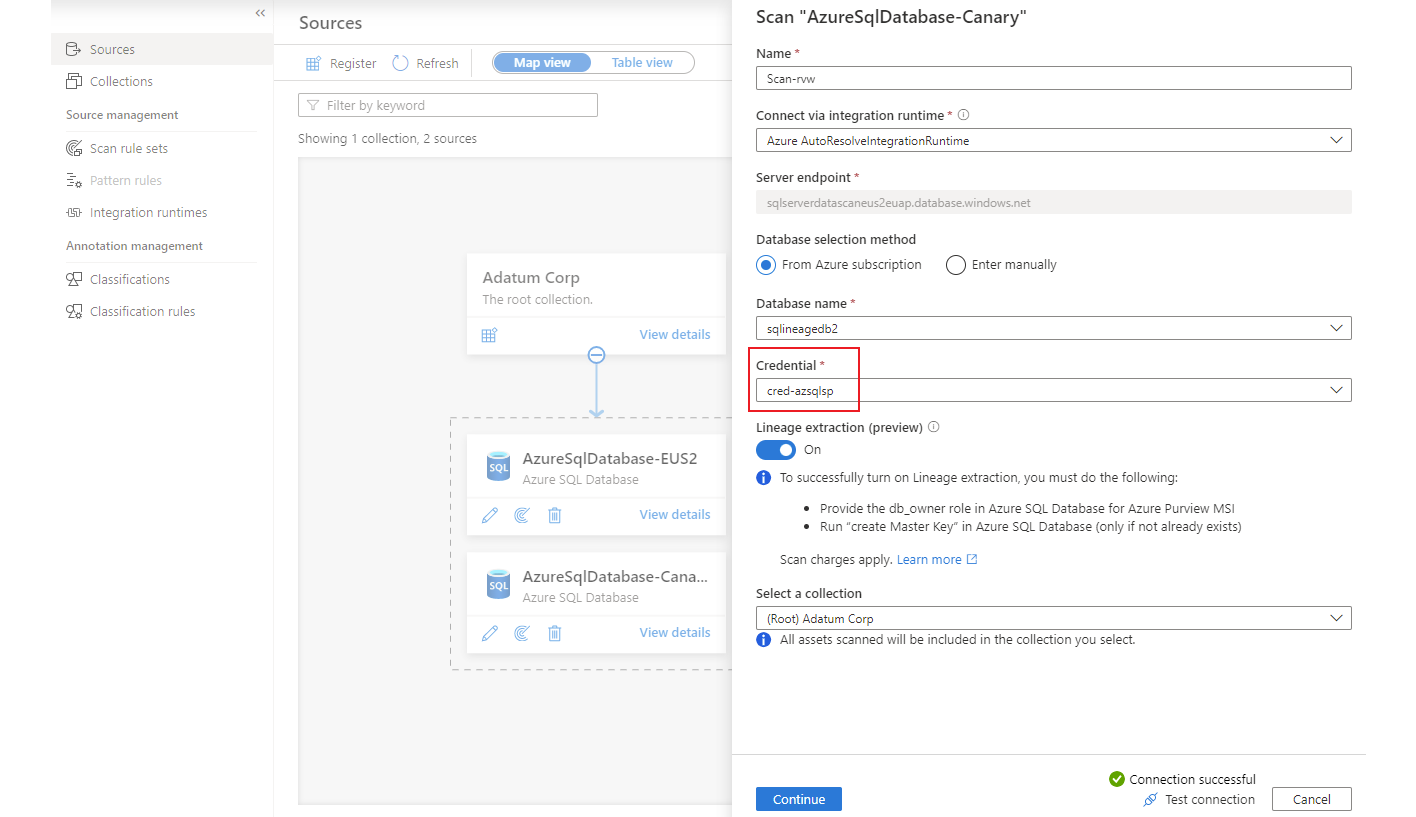 Sources
Collections
Source management
Scan rule sets
Pattern rules
Integration runtimes
Annotation management
Classifications
Classification rules
Sources
Register
Refresh
Map view
Table view
Filter by keyword
Showing 1 collection, 2 sources
Adatum Corp
The root collection.
View details
SQL
AzureSqlDatabase-EUS2
Azure SQL Database
View details
SQL
AzureSqlDatabase-Cana...
Azure SQL Database
View details
Scan "AzureSqlDatabase-Canary"
Name *
Scan-rvw
Connect via integration runtime *
Azure AutoResolveIntegrationRuntime
Server endpoint *
sqlserverdatascaneus2euap.database.windows.net
Database selection method
From Azure subscription
Enter manually
Database name *
sqlineagedb2
Credential *
cred-azsqlsp
Lineage extraction (preview)
On
To successfully turn on Lineage extraction, you must do the following:
Provide the db_owner role in Azure SQL Database for Azure Purview MSI
Run “create Master Key” in Azure SQL Database (only if not already exists)
Scan charges apply. Learn more
Select a collection
(Root) Adatum Corp
All assets scanned will be included in the collection you select.
Connection successful
Continue
Test connection
Cancel